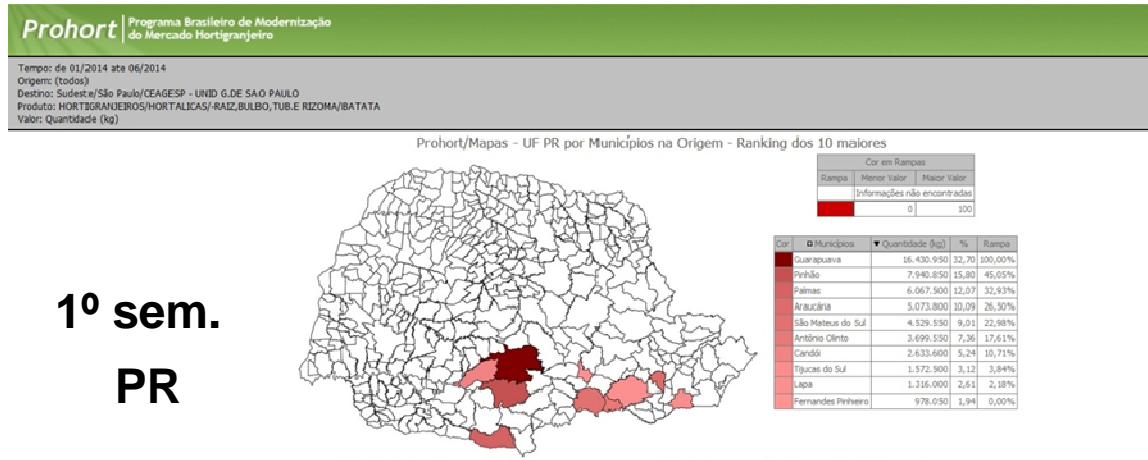 Prohort Programa Brasileiro de Modernização
do Mercado Hortigranjeiro
Tempo: de 01/2014 ate 06/2014
Origem: (todos)
Destino: Sudeste/São Paulo/CEAGESP - UNID G.DE SAO PAULO
Produto: HORTIGRANJEIROS/HORTALICAS/-RAIZ,BULBO,TUB.E RIZOMA/BATATA
Valor: Quantidade (kg)
Prohort/Mapas - UF PR por Municípios na Origem - Ranking dos 10 maiores
Cor em Rampas
Rampa Menor Valor Maior Valor
Informações não encontradas
0 100
Cor Municípios Quantidade (kg) % Rampa
Guarapuava 16.430.950 32,70 100,00%
Pinhão 7.940.850 15,80 45,05%
Palmas 6.067.500 12,07 32,93%
Araucária 5.073.800 10,09 26,50%
São Mateus do Sul 4.529.550 9,01 22,98%
Antônio Olinto 3.699.550 7,36 17,61%
Candói 2.633.600 5,24 10,71%
Tijucas do Sul 1.572.500 3,12 3,84%
Lapa 1.316.000 2,61 2,18%
Fernandes Pinheiro 978.050 1,94 0,00%
1º sem.
PR